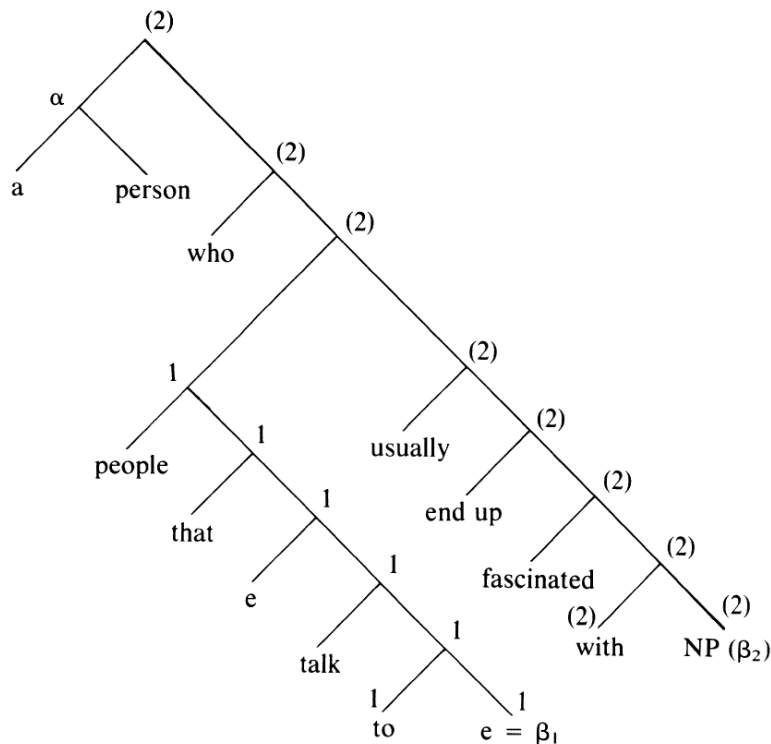 (2)
α
a
person
(2)
who
(2)
1
people
(2)
usually
1
that
(2)
end up
1
e
(2)
fascinated
1
talk
(2)
(2)
with
(2)
NP (β₂)
1
1
to
1
e = β₁